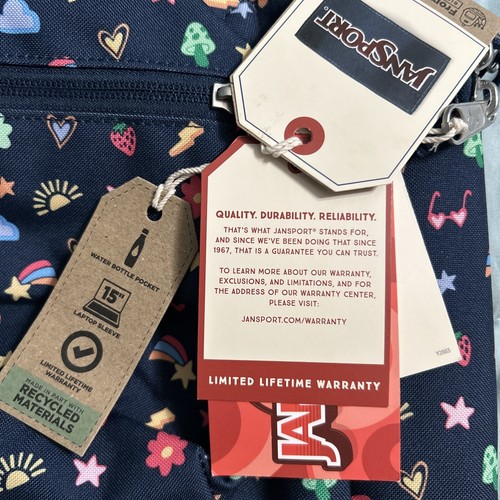 JANSPORT
QUALITY. DURABILITY. RELIABILITY.
THAT'S WHAT JANSPORT® STANDS FOR,
AND SINCE WE'VE BEEN DOING THAT SINCE
1967, THAT IS A GUARANTEE YOU CAN TRUST.
TO LEARN MORE ABOUT OUR WARRANTY,
EXCLUSIONS, AND LIMITATIONS, AND FOR
THE ADDRESS OF OUR WARRANTY CENTER,
PLEASE VISIT:
JANSPORT.COM/WARRANTY
LIMITED LIFETIME WARRANTY
WATER BOTTLE POCKET
15"
LAPTOP SLEEVE
LIMITED LIFETIME
WARRANTY
MADE IN PART WITH
RECYCLED
MATERIALS